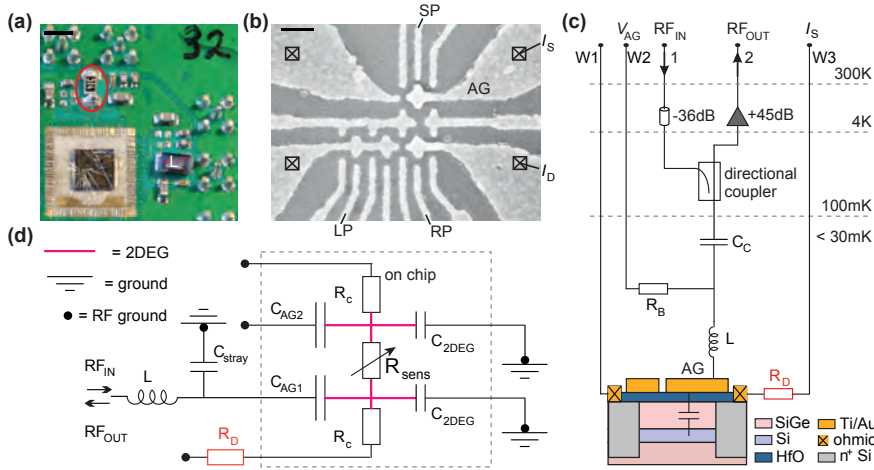 (a)
32
L
(b)
SP
I_S
AG
I_D
LP
RP
(c)
V_AG
RF_IN
RF_OUT
I_S
W1
W2
1
2
W3
300K
-36dB
+45dB
4K
directional
coupler
100mK
< 30mK
C_C
R_B
L
AG
R_D
SiGe
Ti/Au
Si
ohmic
HfO
n⁺ Si
(d)
= 2DEG
= ground
= RF ground
on chip
R_c
C_AG2
C_2DEG
C_stray
R_sens
RF_IN
L
C_AG1
C_2DEG
RF_OUT
R_D
R_c